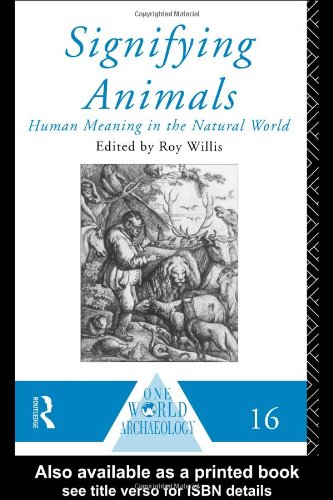 Signifying
Animals
Human Meaning in the Natural World
Edited by Roy Willis
ROUTLEDGE
ONE
WORLD
ARCHAEOLOGY
16
Also available as a printed book
see title verso for ISBN details